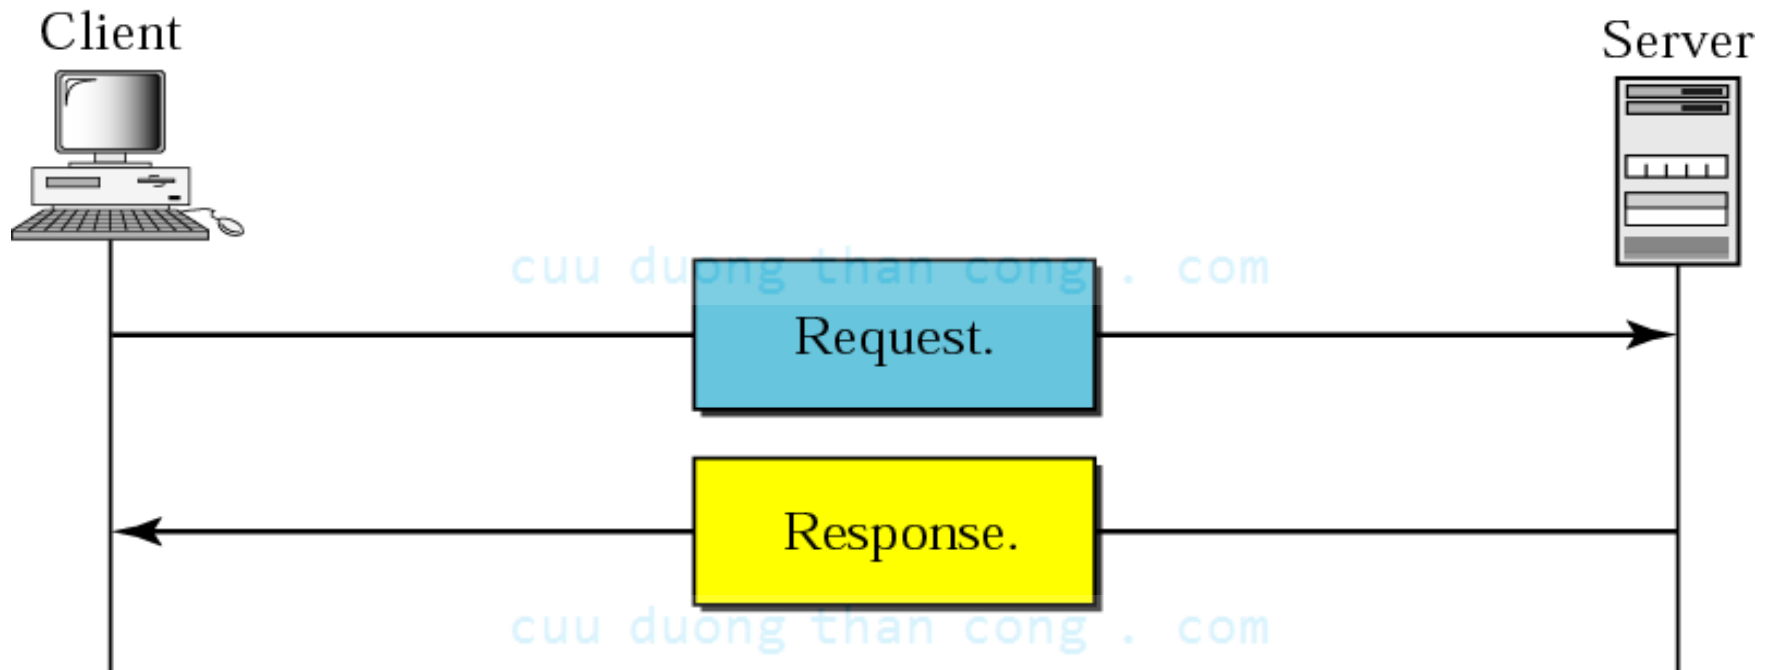 Client
Server
cuu duong than cong . com
Request.
Response.
cuu duong than cong . com